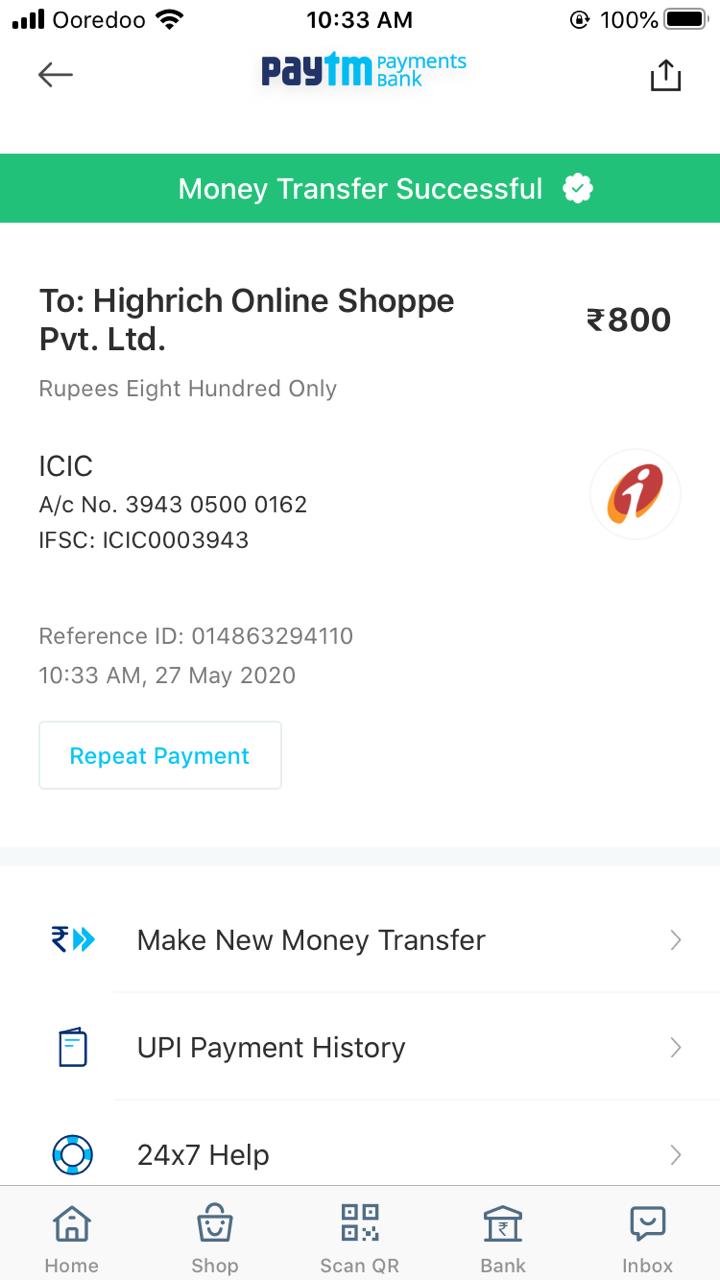 Ooredoo 10:33 AM 100%
paytm Payments Bank
Money Transfer Successful
To: Highrich Online Shoppe
Pvt. Ltd.
₹800
Rupees Eight Hundred Only
ICIC
A/c No. 3943 0500 0162
IFSC: ICIC0003943
Reference ID: 014863294110
10:33 AM, 27 May 2020
Repeat Payment
Make New Money Transfer
UPI Payment History
24x7 Help
Home Shop Scan QR Bank Inbox